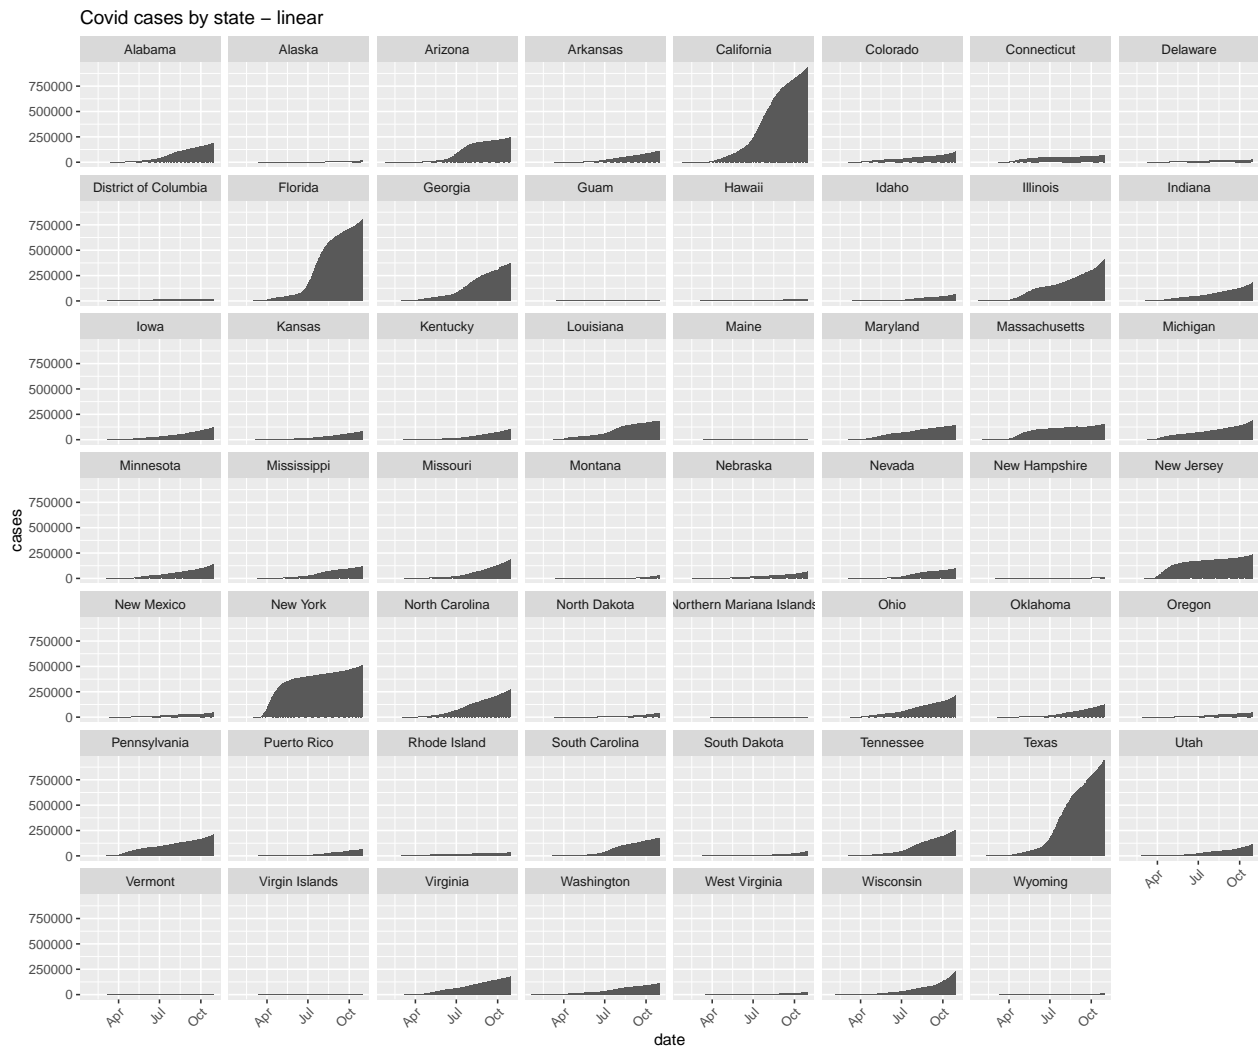 Covid cases by state – linear
Alabama Alaska Arizona Arkansas California Colorado Connecticut Delaware
750000
500000
250000
0
District of Columbia Florida Georgia Guam Hawaii Idaho Illinois Indiana
750000
500000
250000
0
Iowa Kansas Kentucky Louisiana Maine Maryland Massachusetts Michigan
750000
500000
250000
0
Minnesota Mississippi Missouri Montana Nebraska Nevada New Hampshire New Jersey
750000
500000
250000
0
cases
New Mexico New York North Carolina North Dakota Northern Mariana Islands Ohio Oklahoma Oregon
750000
500000
250000
0
Pennsylvania Puerto Rico Rhode Island South Carolina South Dakota Tennessee Texas Utah
750000
500000
250000
0
Apr Jul Oct
Vermont Virgin Islands Virginia Washington West Virginia Wisconsin Wyoming
750000
500000
250000
0
Apr Jul Oct Apr Jul Oct Apr Jul Oct Apr Jul Oct Apr Jul Oct Apr Jul Oct Apr Jul Oct
date